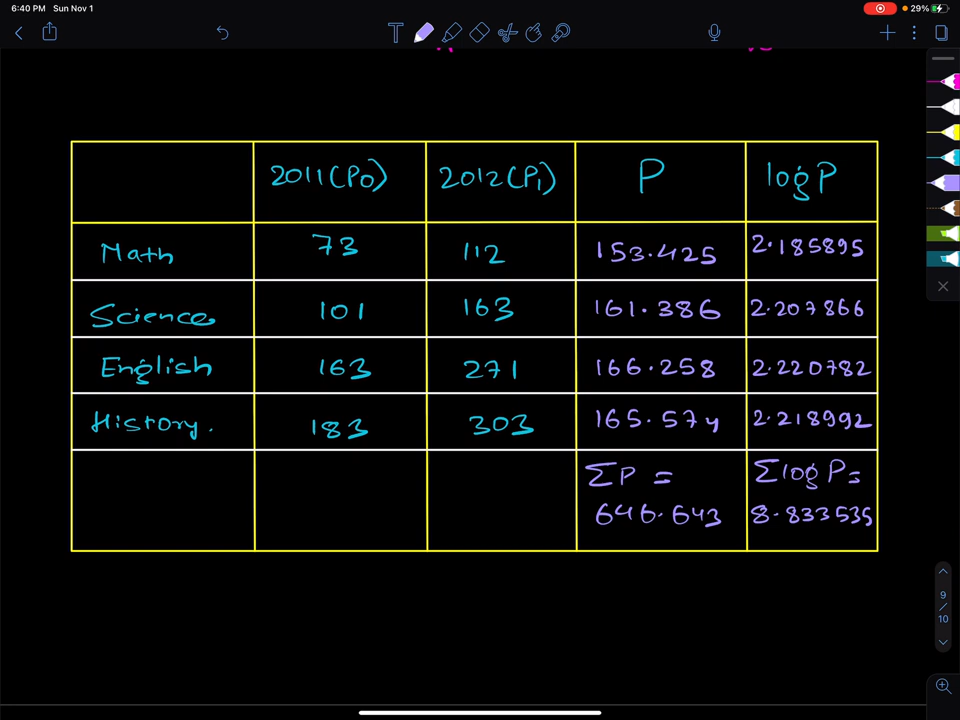 6:40 PM Sun Nov 1
29%
2011(P0) 2012(P1) P log P
Math 73 112 153.425 2.185895
Science 101 163 161.386 2.207866
English 163 271 166.258 2.220782
History. 183 303 165.574 2.218992
ΣP = Σlog P=
646.643 8.833535
9
/
10